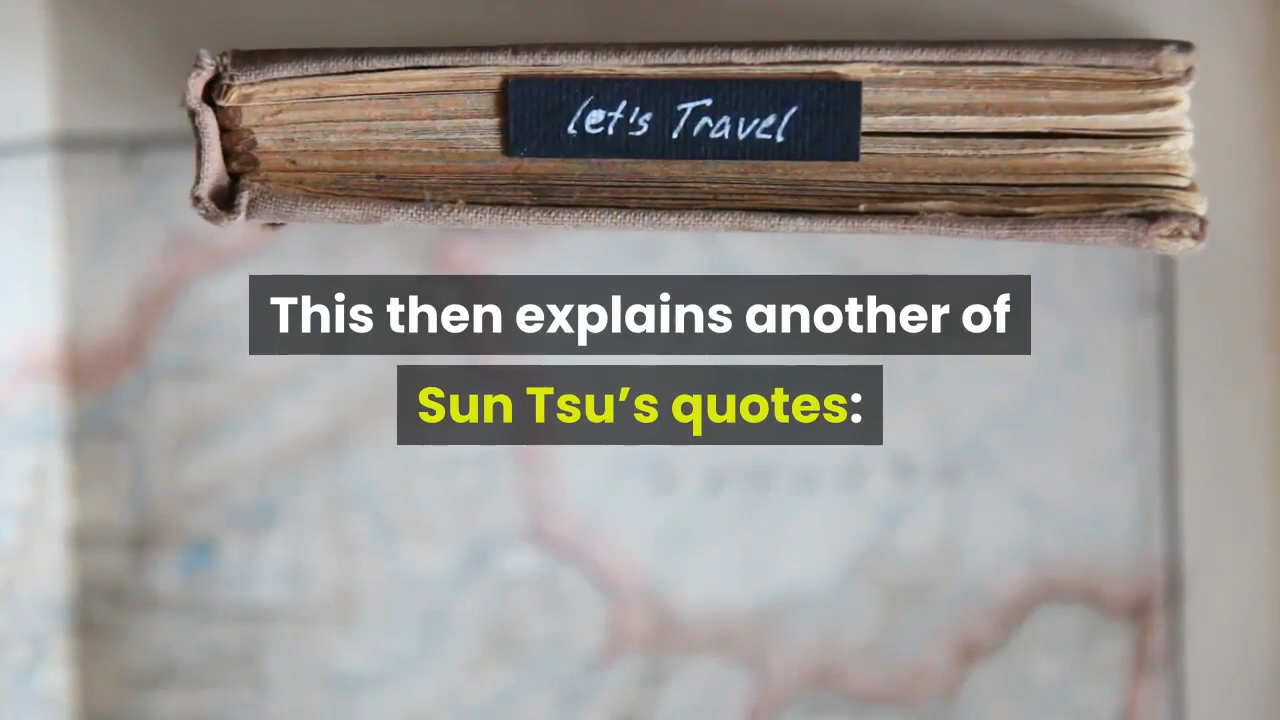 let's Travel
This then explains another of
Sun Tsu’s quotes: